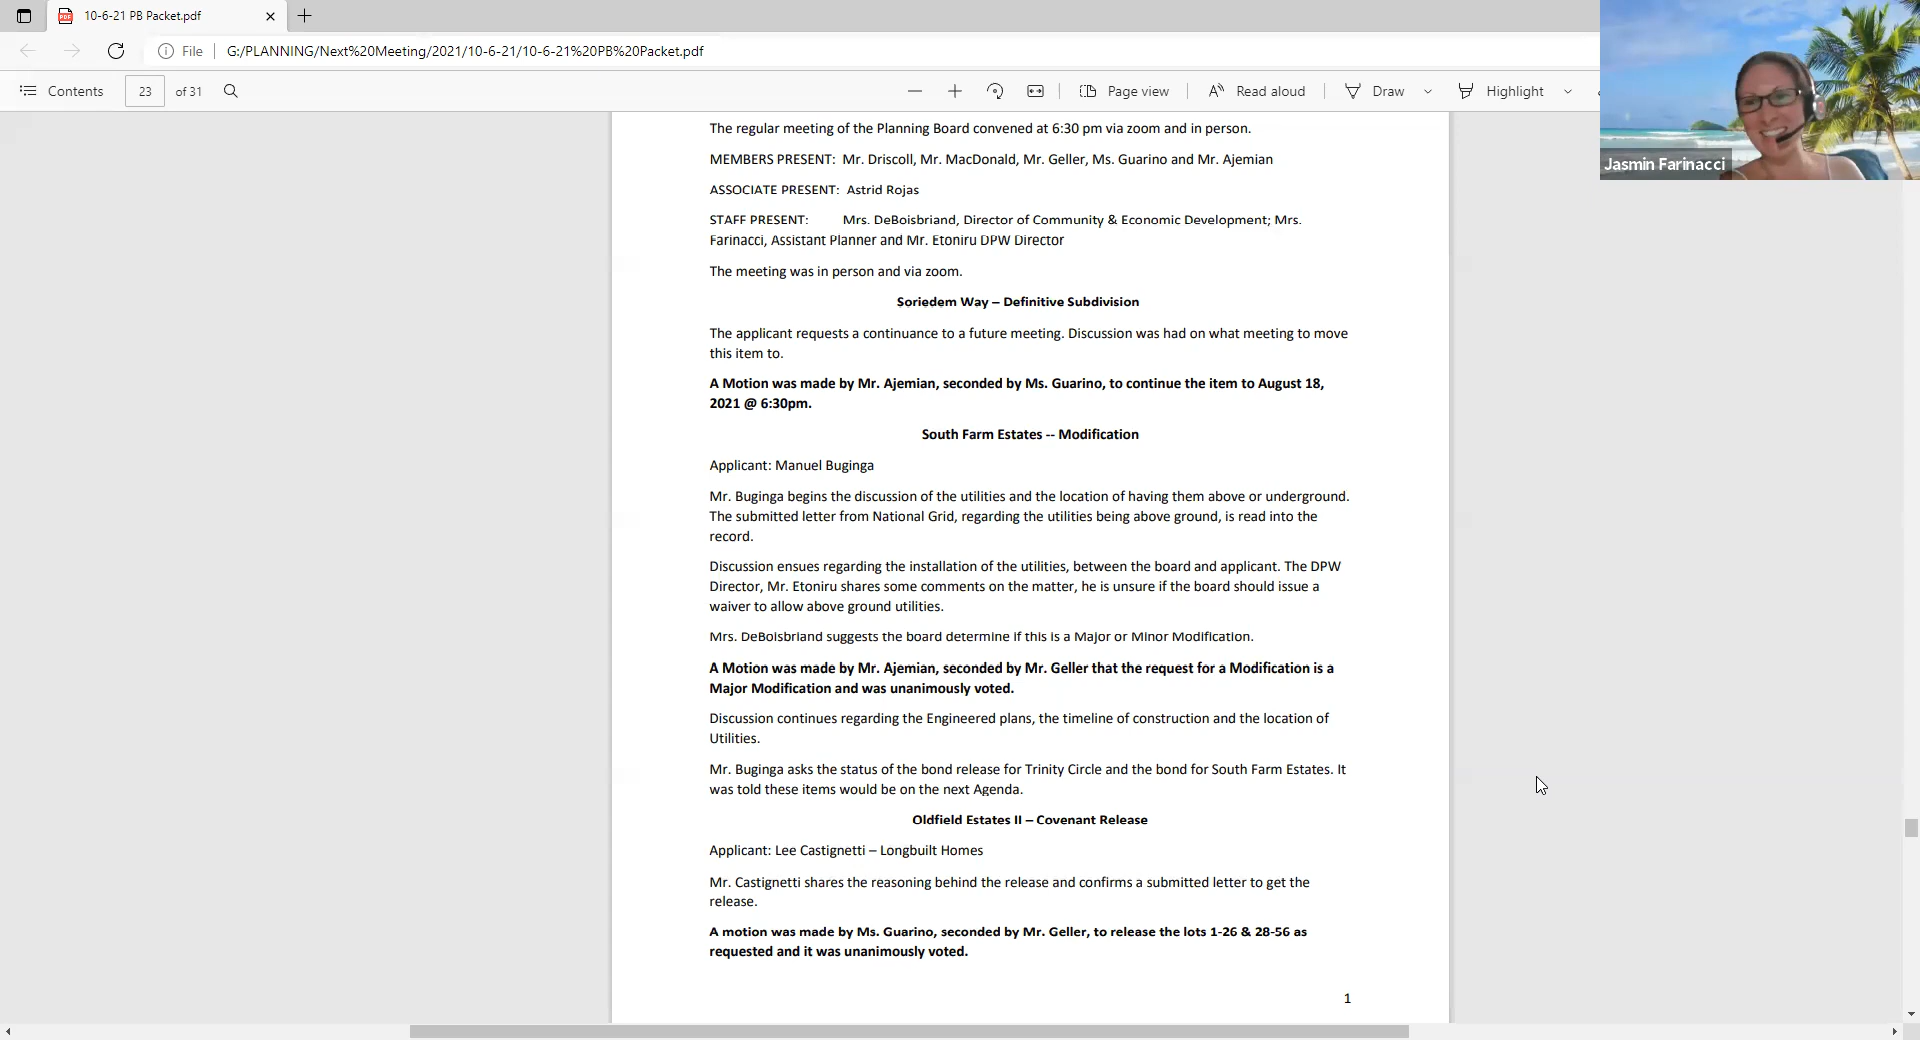 10-6-21 PB Packet.pdf
File
G:/PLANNING/Next%20Meeting/2021/10-6-21/10-6-21%20PB%20Packet.pdf
Contents
23
of 31
Page view
Read aloud
Draw
Highlight
Jasmin Farinacci
The regular meeting of the Planning Board convened at 6:30 pm via zoom and in person.
MEMBERS PRESENT: Mr. Driscoll, Mr. MacDonald, Mr. Geller, Ms. Guarino and Mr. Ajemian
ASSOCIATE PRESENT: Astrid Rojas
STAFF PRESENT: Mrs. DeBoisbriand, Director of Community & Economic Development; Mrs.
Farinacci, Assistant Planner and Mr. Etoniru DPW Director
The meeting was in person and via zoom.
Soriedem Way – Definitive Subdivision
The applicant requests a continuance to a future meeting. Discussion was had on what meeting to move
this item to.
A Motion was made by Mr. Ajemian, seconded by Ms. Guarino, to continue the item to August 18,
2021 @ 6:30pm.
South Farm Estates -- Modification
Applicant: Manuel Buginga
Mr. Buginga begins the discussion of the utilities and the location of having them above or underground.
The submitted letter from National Grid, regarding the utilities being above ground, is read into the
record.
Discussion ensues regarding the installation of the utilities, between the board and applicant. The DPW
Director, Mr. Etoniru shares some comments on the matter, he is unsure if the board should issue a
waiver to allow above ground utilities.
Mrs. DeBoisbriand suggests the board determine if this is a Major or Minor Modification.
A Motion was made by Mr. Ajemian, seconded by Mr. Geller that the request for a Modification is a
Major Modification and was unanimously voted.
Discussion continues regarding the Engineered plans, the timeline of construction and the location of
Utilities.
Mr. Buginga asks the status of the bond release for Trinity Circle and the bond for South Farm Estates. It
was told these items would be on the next Agenda.
Oldfield Estates II – Covenant Release
Applicant: Lee Castignetti – Longbuilt Homes
Mr. Castignetti shares the reasoning behind the release and confirms a submitted letter to get the
release.
A motion was made by Ms. Guarino, seconded by Mr. Geller, to release the lots 1-26 & 28-56 as
requested and it was unanimously voted.
1